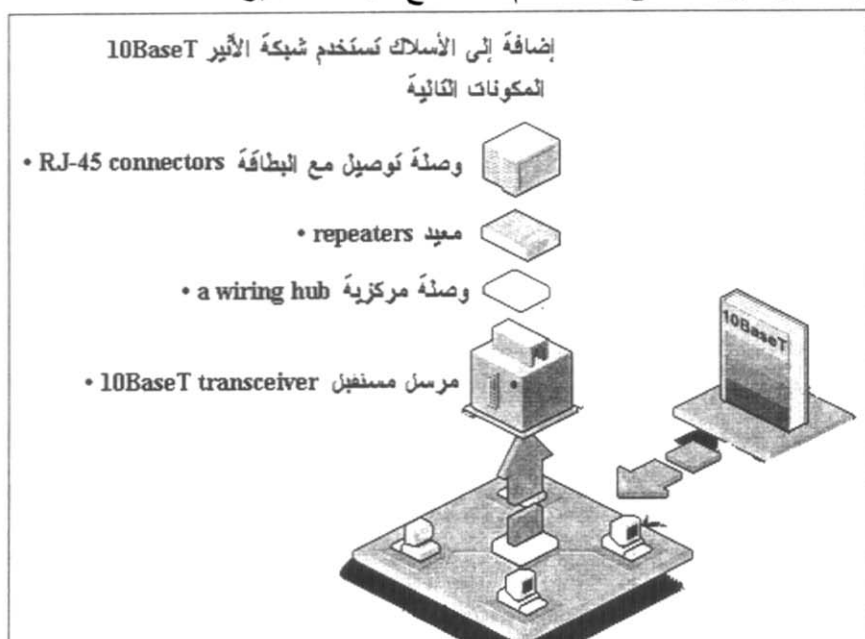 إضافة إلى الأسلاك تستخدم شبكة الأثير 10BaseT
المكونات التالية
وصلة توصيل مع البطاقة RJ-45 connectors •
معيد repeaters •
وصلة مركزية a wiring hub •
مرسل مستقبل 10BaseT transceiver •
10BaseT